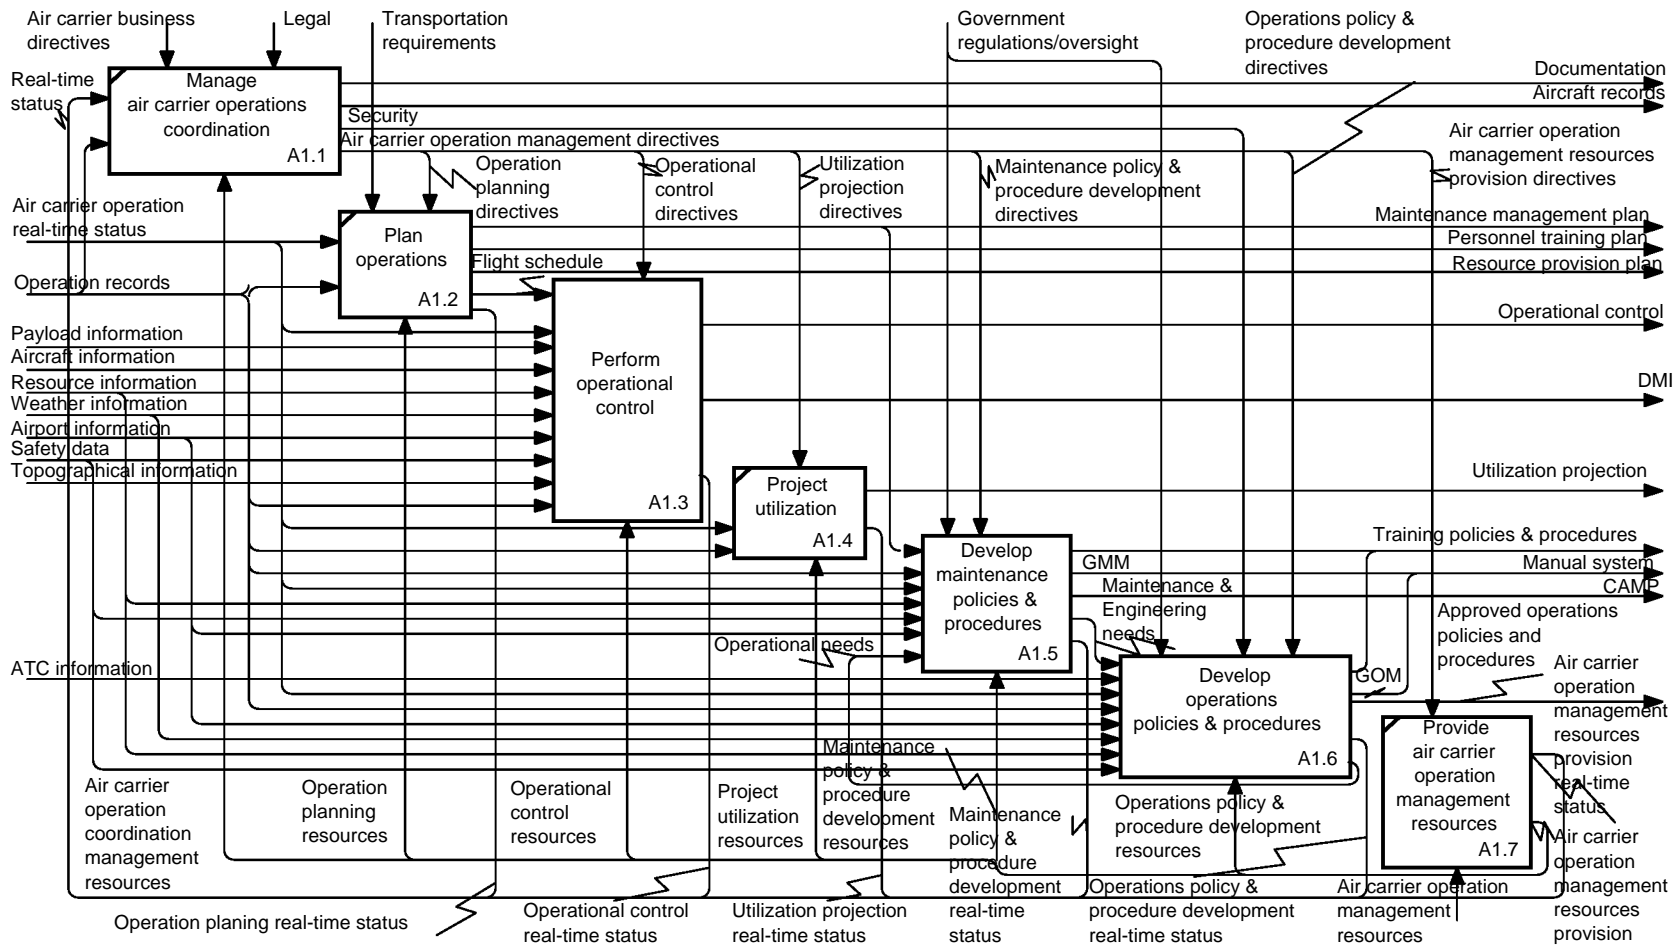 Air carrier business
directives
Legal
Transportation
requirements
Government
regulations/oversight
Operations policy &
procedure development
directives
Real-time
status
Manage
air carrier operations
coordination
A1.1
Documentation
Aircraft records
Security
Air carrier operation management directives
Operation
planning
directives
Operational
control
directives
Utilization
projection
directives
Maintenance policy &
procedure development
directives
Air carrier operation
management resources
provision directives
Air carrier operation
real-time status
Plan
operations
A1.2
Maintenance management plan
Personnel training plan
Resource provision plan
Flight schedule
Operation records
Operational control
Payload information
Aircraft information
Resource information
Weather information
Airport information
Safety data
Topographical information
Perform
operational
control
A1.3
DMI
Project
utilization
A1.4
Utilization projection
Develop
maintenance
policies &
procedures
A1.5
Training policies & procedures
GMM
Manual system
CAMP
Maintenance &
Engineering
needs
Approved operations
policies and
procedures
Operational needs
ATC information
Develop
operations
policies & procedures
A1.6
GOM
Air carrier
operation
management
resources
provision
real-time
status
Provide
air carrier
operation
management
resources
A1.7
Air carrier
operation
coordination
management
resources
Operation
planning
resources
Operational
control
resources
Project
utilization
resources
Maintenance
policy &
procedure
development
resources
Maintenance
policy &
procedure
development
real-time
status
Operations policy &
procedure development
resources
Air carrier
operation
management
resources
provision
Operation planing real-time status
Operational control
real-time status
Utilization projection
real-time status
Operations policy &
procedure development
real-time status
Air carrier operation
management
resources